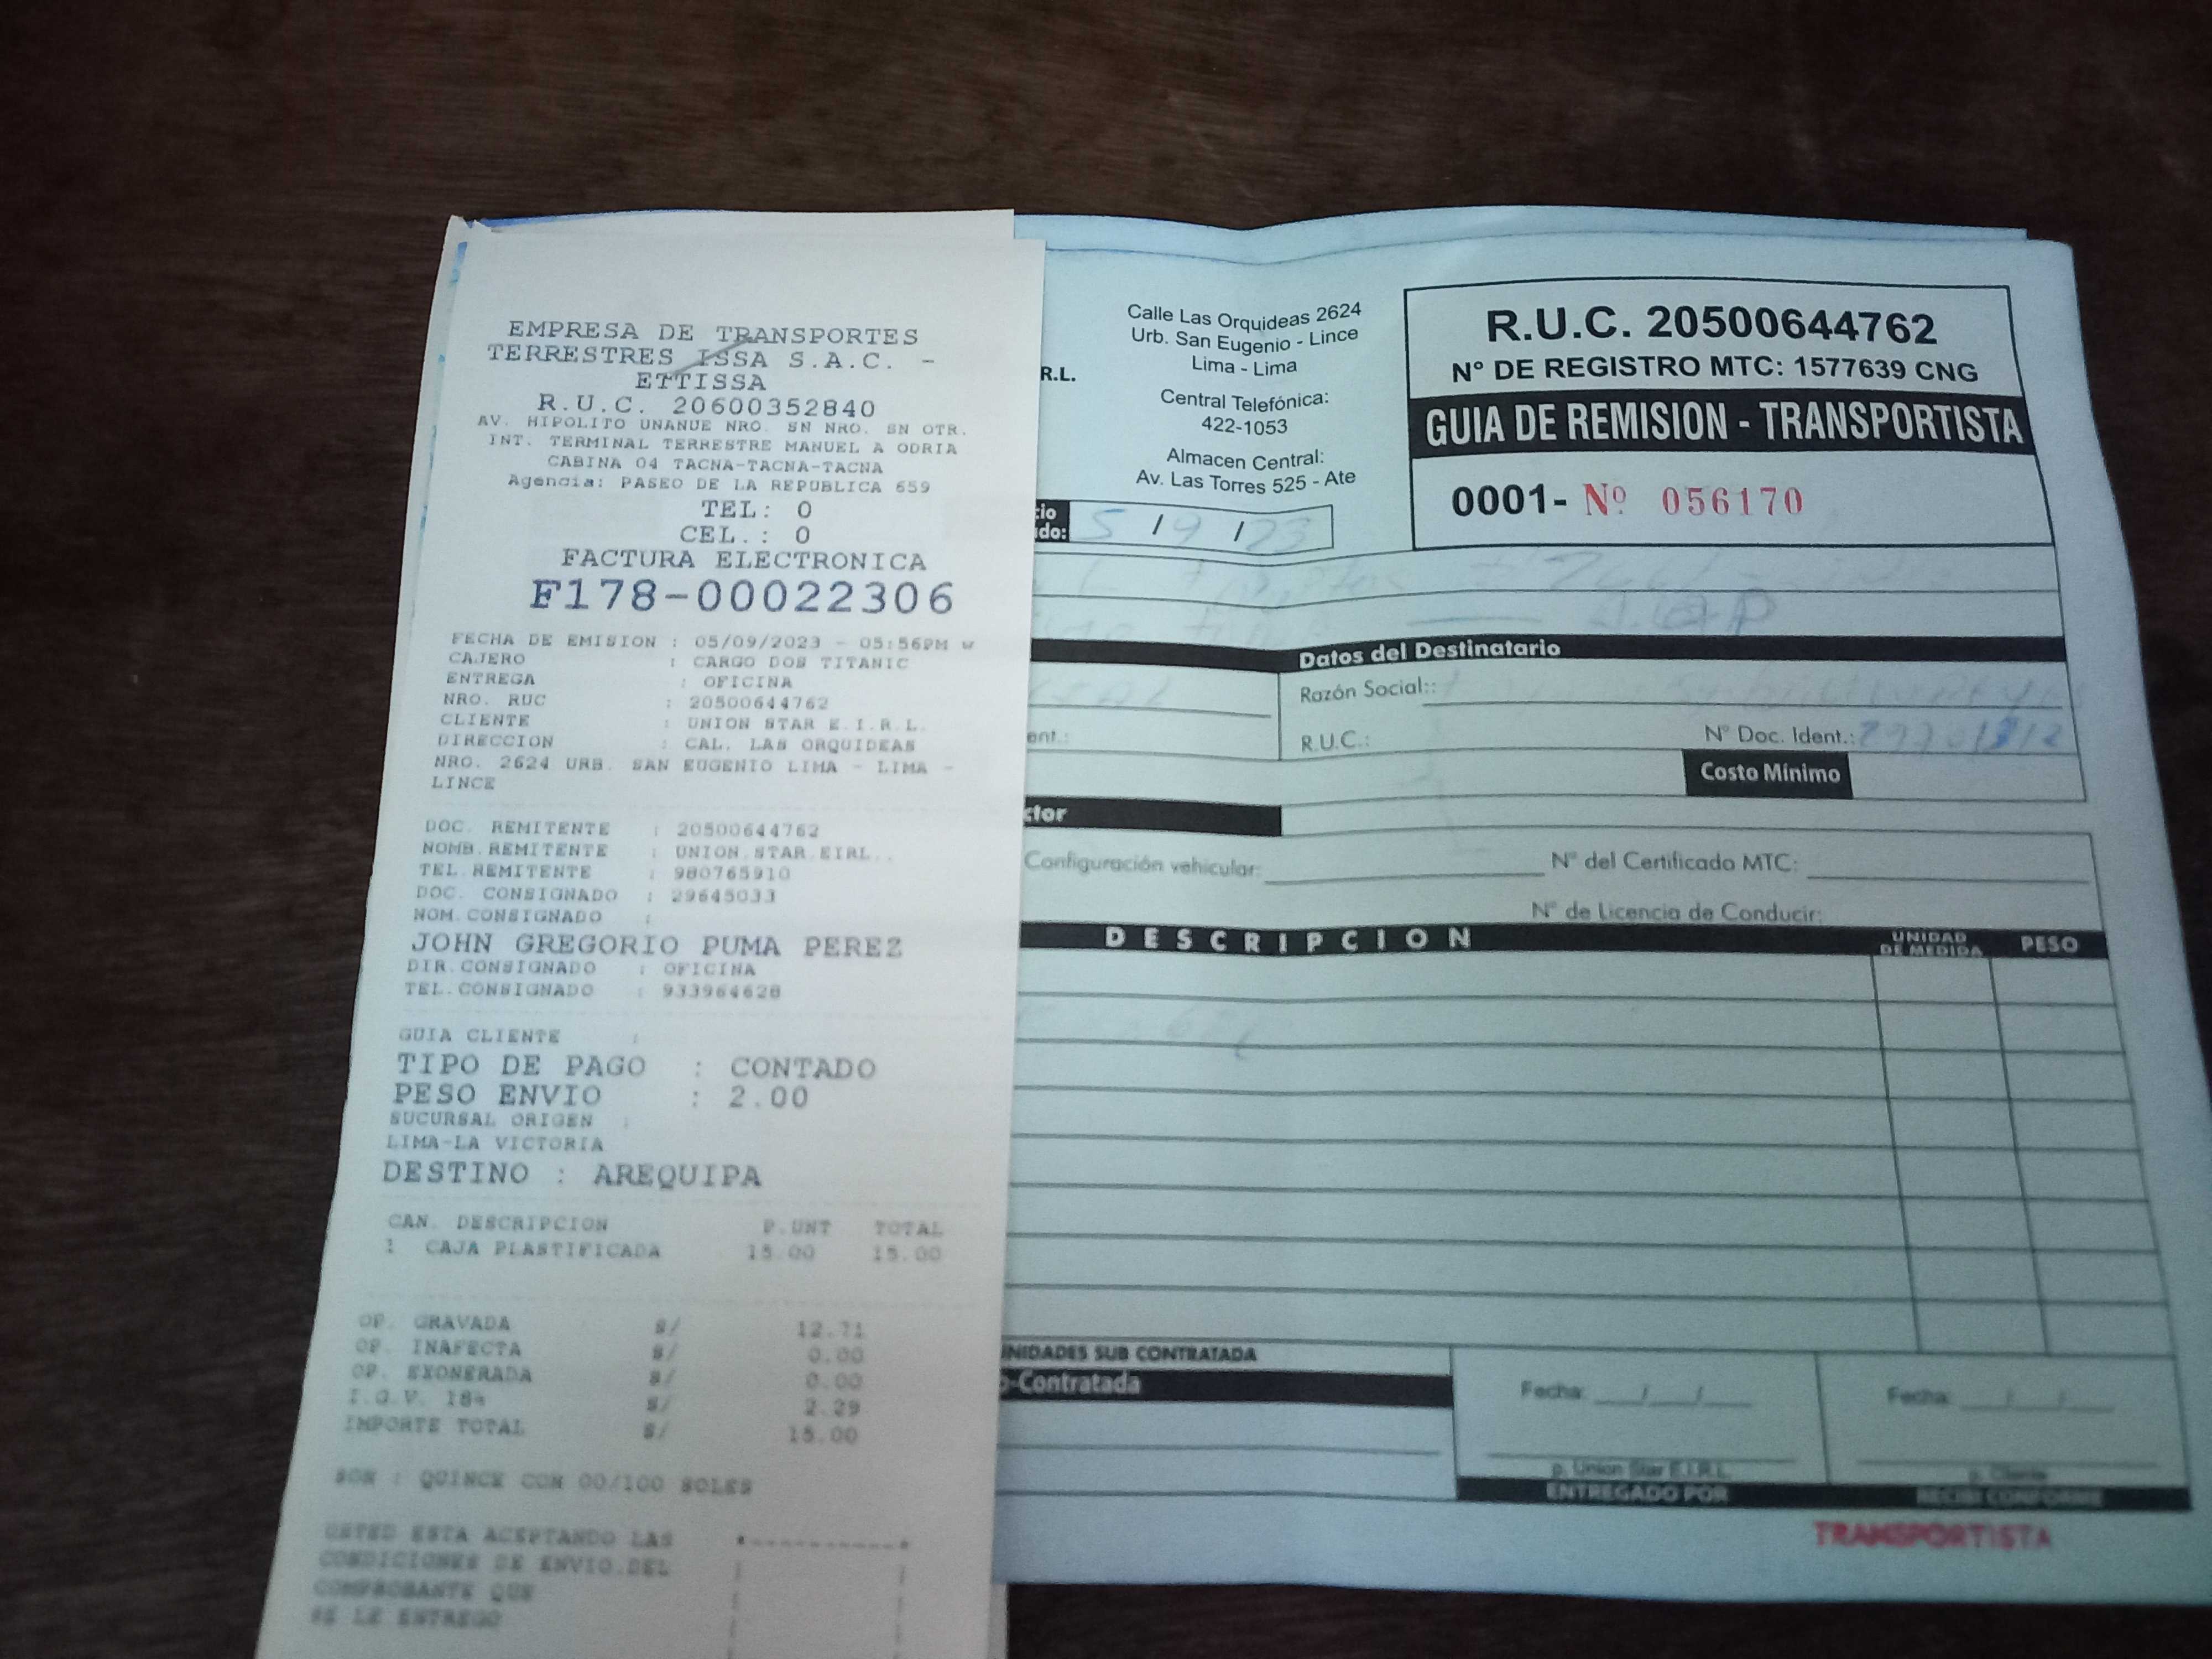 EMPRESA DE TRANSPORTES
TERRESTRES ISSA S.A.C. -
ETTISSA
R.U.C. 20600352840
AV. HIPOLITO UNANUE NRO. SN NRO. SN OTR.
INT. TERMINAL TERRESTRE MANUEL A ODRIA
CABINA 04 TACNA-TACNA-TACNA
Agencia: PASEO DE LA REPUBLICA 659
TEL: 0
CEL.: 0
FACTURA ELECTRONICA
F178-00022306
FECHA DE EMISION : 05/09/2023 - 05:56PM w
CAJERO : CARGO DOS TITANIC
ENTREGA : OFICINA
NRO. RUC : 20500644762
CLIENTE : UNION STAR E.I.R.L.
DIRECCION : CAL. LAS ORQUIDEAS
NRO. 2624 URB. SAN EUGENIO LIMA - LIMA -
LINCE
DOC. REMITENTE : 20500644762
NOMB.REMITENTE : UNION.STAR.EIRL..
TEL.REMITENTE : 980765910
DOC. CONSIGNADO : 29645033
NOM.CONSIGNADO :
JOHN GREGORIO PUMA PEREZ
DIR.CONSIGNADO : OFICINA
TEL.CONSIGNADO : 933964628
GUIA CLIENTE :
TIPO DE PAGO : CONTADO
PESO ENVIO : 2.00
SUCURSAL ORIGEN :
LIMA-LA VICTORIA
DESTINO : AREQUIPA
CAN. DESCRIPCION P.UNT TOTAL
1 CAJA PLASTIFICADA 15.00 15.00
OP. GRAVADA S/ 12.71
OP. INAFECTA S/ 0.00
OP. EXONERADA S/ 0.00
I.G.V. 18% S/ 2.29
IMPORTE TOTAL S/ 15.00
SON : QUINCE CON 00/100 SOLES
USTED ESTA ACEPTANDO LAS
CONDICIONES DE ENVIO.DEL
COMPROBANTE QUE
SE LE ENTREGO
R.L.
Calle Las Orquideas 2624
Urb. San Eugenio - Lince
Lima - Lima
Central Telefónica:
422-1053
Almacen Central:
Av. Las Torres 525 - Ate
R.U.C. 20500644762
Nº DE REGISTRO MTC: 1577639 CNG
GUIA DE REMISION - TRANSPORTISTA
0001- Nº 056170
cio
do: 5 / 9 / 23
Datos del Destinatario
Razón Social::
ent.:
R.U.C.: Nº Doc. Ident.:
Costo Mínimo
ctor
Configuración vehicular: Nº del Certificado MTC:
Nº de Licencia de Conducir:
DESCRIPCION UNIDAD DE MEDIDA PESO
NIDADES SUB CONTRATADA
-Contratada
Fecha: / / Fecha: / /
p. Union Star E.I.R.L. p. Cliente
ENTREGADO POR RECIBI CONFORME
TRANSPORTISTA